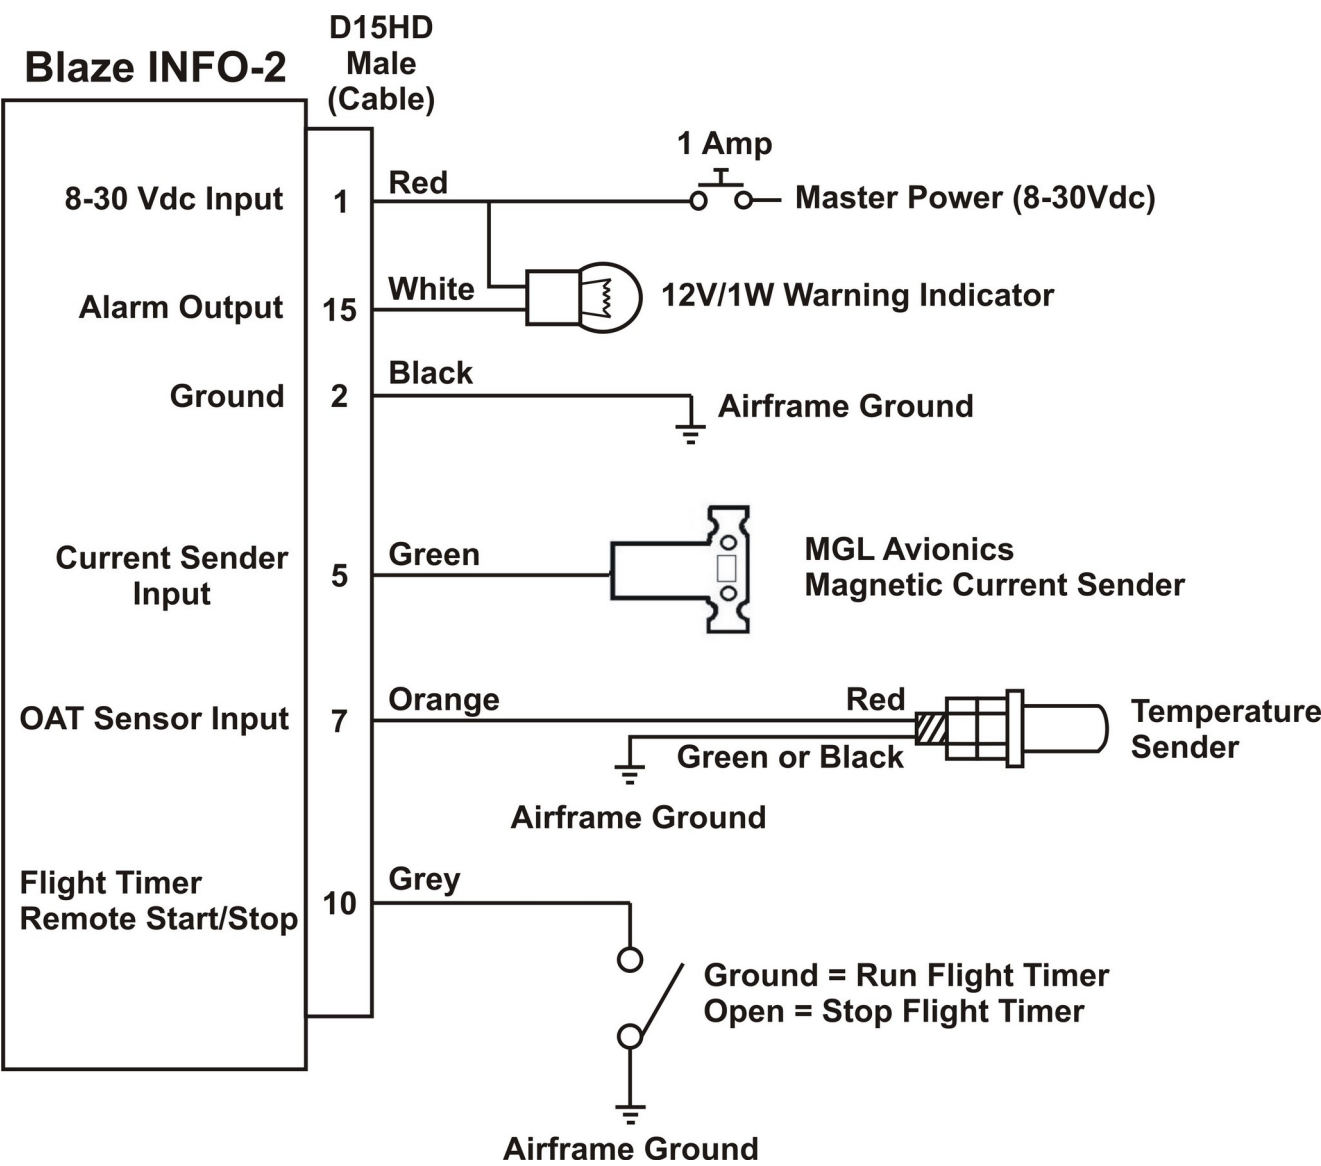 D15HD
Male
(Cable)
Blaze INFO-2
1 Amp
8-30 Vdc Input
1
Red
Master Power (8-30Vdc)
Alarm Output
15
White
12V/1W Warning Indicator
Ground
2
Black
Airframe Ground
Current Sender
Input
5
Green
MGL Avionics
Magnetic Current Sender
OAT Sensor Input
7
Orange
Red
Green or Black
Temperature
Sender
Airframe Ground
Flight Timer
Remote Start/Stop
10
Grey
Ground = Run Flight Timer
Open = Stop Flight Timer
Airframe Ground